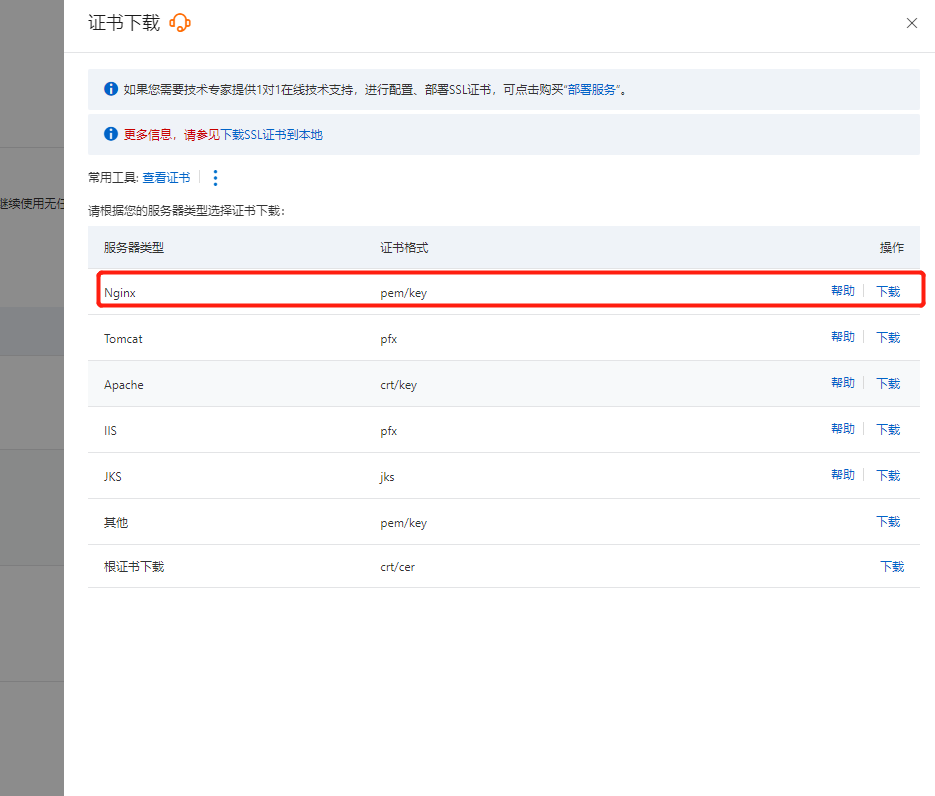 证书下载
如果您需要技术专家提供1对1在线技术支持，进行配置、部署SSL证书，可点击购买“部署服务”。
更多信息，请参见下载SSL证书到本地
继续使用无任
常用工具: 查看证书
请根据您的服务器类型选择证书下载：
服务器类型 证书格式 操作
Nginx pem/key 帮助 下载
Tomcat pfx 帮助 下载
Apache crt/key 帮助 下载
IIS pfx 帮助 下载
JKS jks 帮助 下载
其他 pem/key 下载
根证书下载 crt/cer 下载